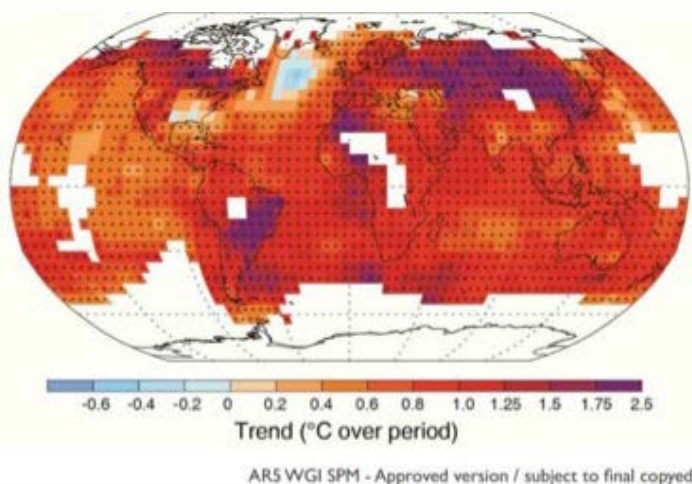 -0.6 -0.4 -0.2 0 0.2 0.4 0.6 0.8 1.0 1.25 1.5 1.75 2.5
Trend (°C over period)
AR5 WGI SPM - Approved version / subject to final copyed